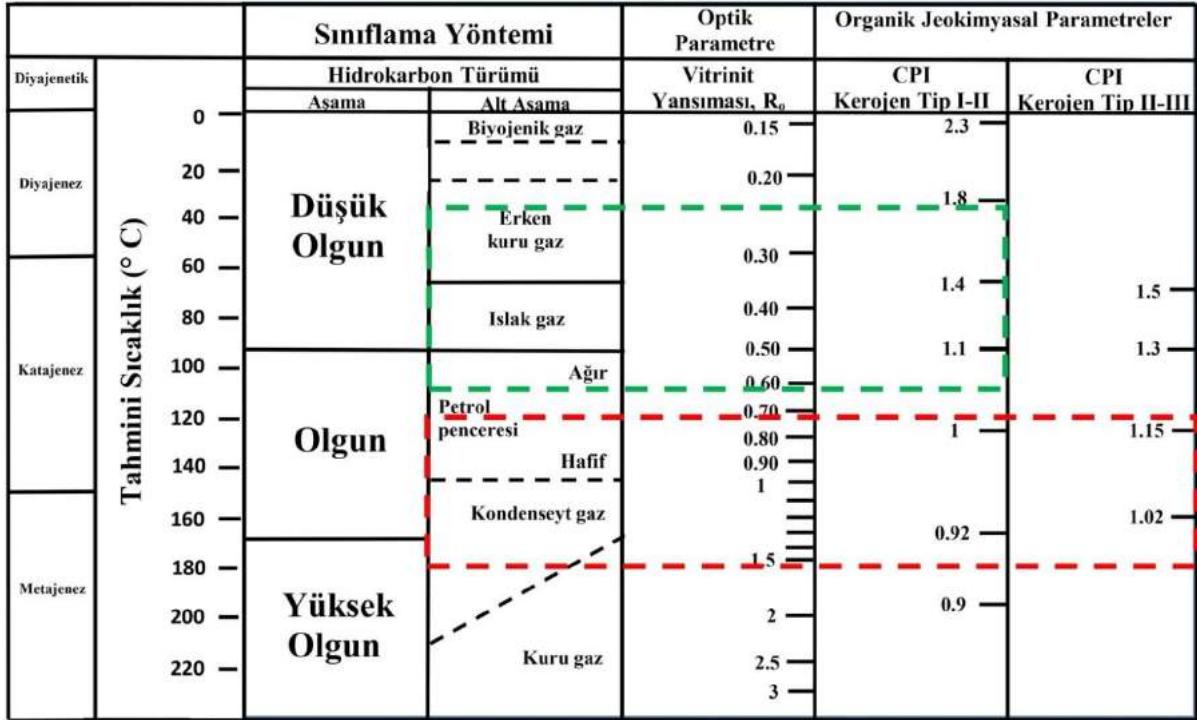 Sınıflama Yöntemi
Optik
Parametre
Organik Jeokimyasal Parametreler
Diyajenetik
Hidrokarbon Türümü
Aşama
Alt Aşama
Vitrinit
Yansıması, Rₒ
CPI
Kerojen Tip I-II
CPI
Kerojen Tip II-III
Diyajenez
Katajenez
Metajenez
Tahmini Sıcaklık (° C)
0
20
40
60
80
100
120
140
160
180
200
220
Düşük
Olgun
Olgun
Yüksek
Olgun
Biyojenik gaz
Erken
kuru gaz
Islak gaz
Ağır
Petrol
penceresi
Hafif
Kondenseyt gaz
Kuru gaz
0.15
0.20
0.30
0.40
0.50
0.60
0.70
0.80
0.90
1
1.5
2
2.5
3
2.3
1.8
1.4
1.1
1
0.92
0.9
1.5
1.3
1.15
1.02